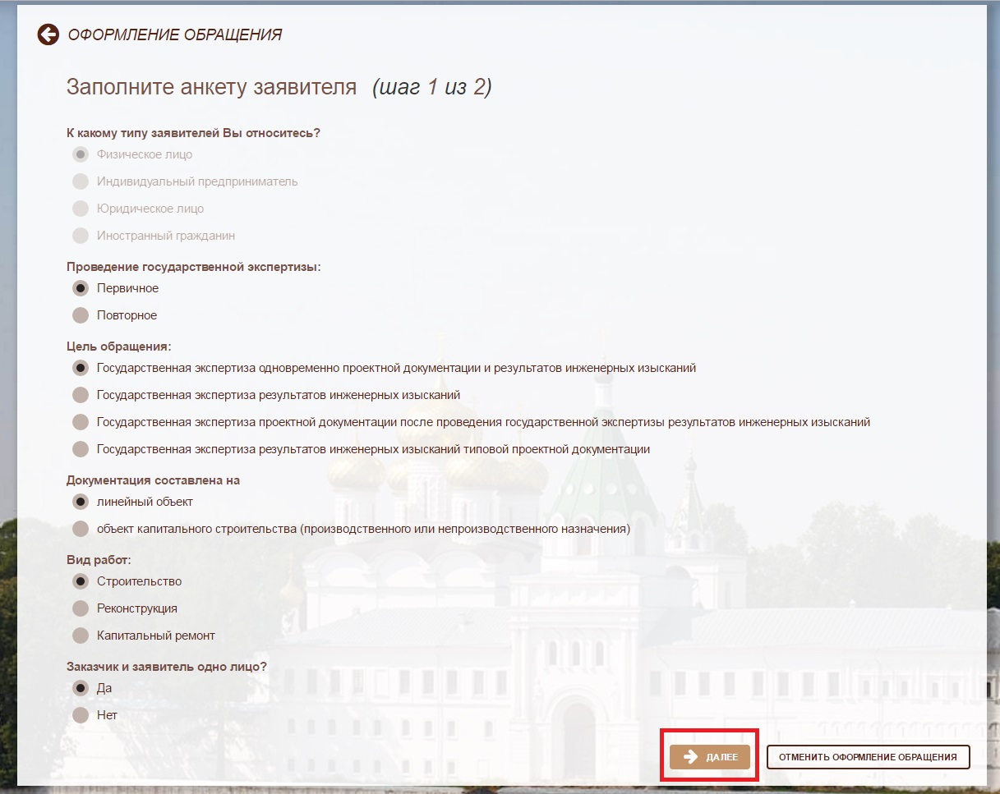 ОФОРМЛЕНИЕ ОБРАЩЕНИЯ
Заполните анкету заявителя (шаг 1 из 2)
К какому типу заявителей Вы относитесь?
Физическое лицо
Индивидуальный предприниматель
Юридическое лицо
Иностранный гражданин
Проведение государственной экспертизы:
Первичное
Повторное
Цель обращения:
Государственная экспертиза одновременно проектной документации и результатов инженерных изысканий
Государственная экспертиза результатов инженерных изысканий
Государственная экспертиза проектной документации после проведения государственной экспертизы результатов инженерных изысканий
Государственная экспертиза результатов инженерных изысканий типовой проектной документации
Документация составлена на
линейный объект
объект капитального строительства (производственного или непроизводственного назначения)
Вид работ:
Строительство
Реконструкция
Капитальный ремонт
Заказчик и заявитель одно лицо?
Да
Нет
ДАЛЕЕ ОТМЕНИТЬ ОФОРМЛЕНИЕ ОБРАЩЕНИЯ